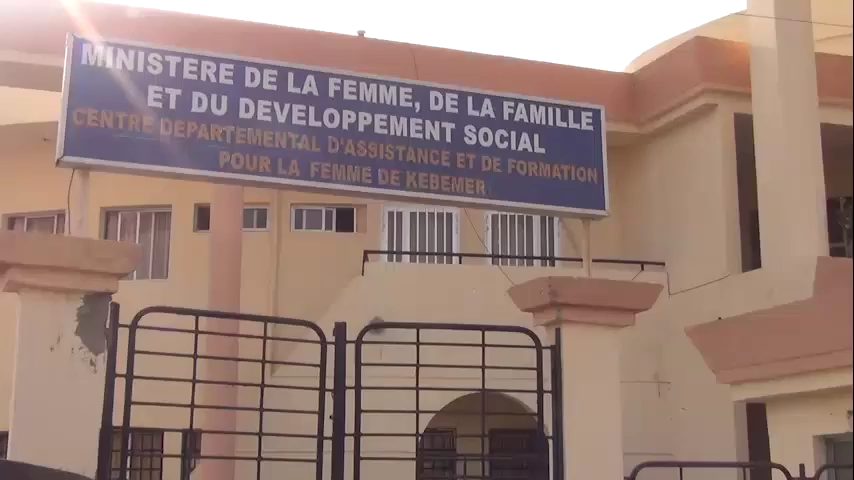 MINISTERE DE LA FEMME, DE LA FAMILLE
ET DU DEVELOPPEMENT SOCIAL
CENTRE DEPARTEMENTAL D'ASSISTANCE ET DE FORMATION
POUR LA FEMME DE KEBEMER